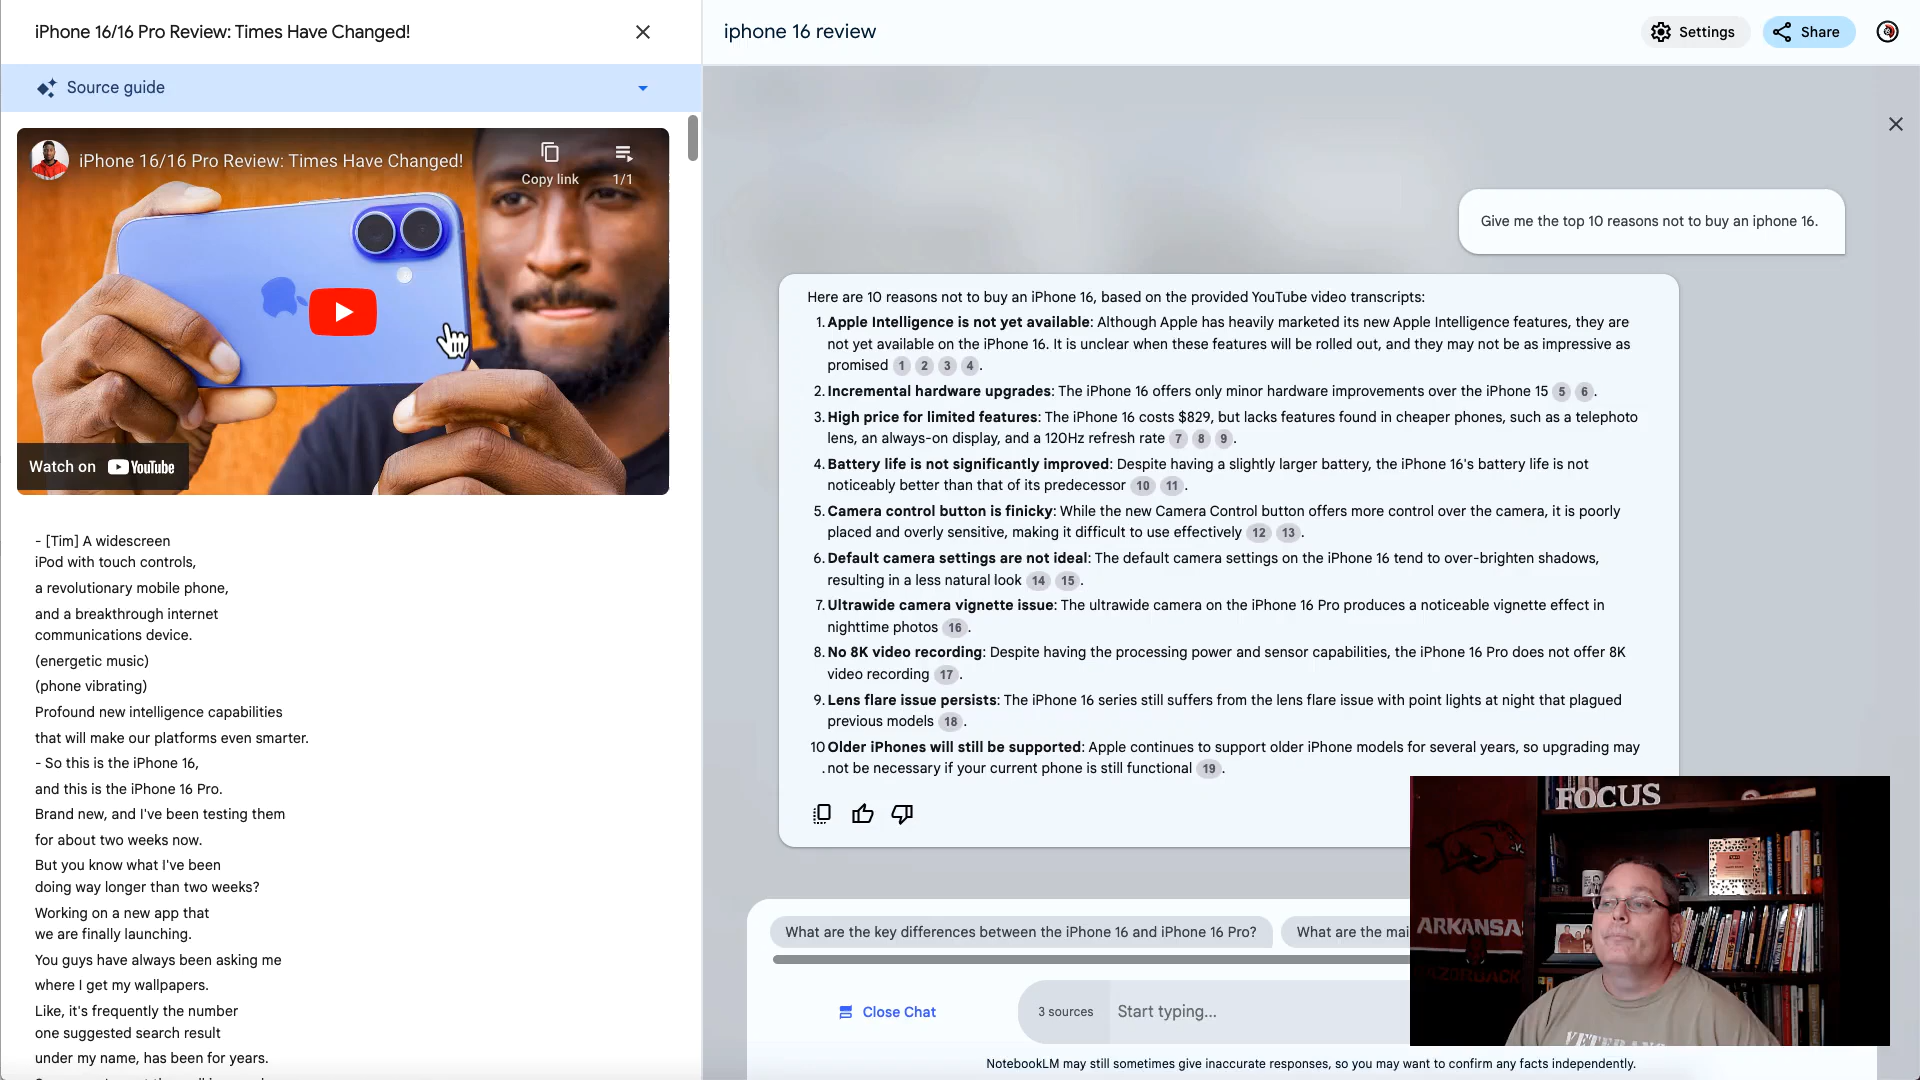 iPhone 16/16 Pro Review: Times Have Changed!
Source guide
iPhone 16/16 Pro Review: Times Have Changed!
Copy link
1/1
Watch on YouTube
- [Tim] A widescreen
iPod with touch controls,
a revolutionary mobile phone,
and a breakthrough internet
communications device.
(energetic music)
(phone vibrating)
Profound new intelligence capabilities
that will make our platforms even smarter.
- So this is the iPhone 16,
and this is the iPhone 16 Pro.
Brand new, and I've been testing them
for about two weeks now.
But you know what I've been
doing way longer than two weeks?
Working on a new app that
we are finally launching.
You guys have always been asking me
where I get my wallpapers.
Like, it's frequently the number
one suggested search result
under my name, has been for years.
iphone 16 review
Settings
Share
Give me the top 10 reasons not to buy an iphone 16.
Here are 10 reasons not to buy an iPhone 16, based on the provided YouTube video transcripts:
1. Apple Intelligence is not yet available: Although Apple has heavily marketed its new Apple Intelligence features, they are
not yet available on the iPhone 16. It is unclear when these features will be rolled out, and they may not be as impressive as
promised 1 2 3 4.
2. Incremental hardware upgrades: The iPhone 16 offers only minor hardware improvements over the iPhone 15 5 6.
3. High price for limited features: The iPhone 16 costs $829, but lacks features found in cheaper phones, such as a telephoto
lens, an always-on display, and a 120Hz refresh rate 7 8 9.
4. Battery life is not significantly improved: Despite having a slightly larger battery, the iPhone 16's battery life is not
noticeably better than that of its predecessor 10 11.
5. Camera control button is finicky: While the new Camera Control button offers more control over the camera, it is poorly
placed and overly sensitive, making it difficult to use effectively 12 13.
6. Default camera settings are not ideal: The default camera settings on the iPhone 16 tend to over-brighten shadows,
resulting in a less natural look 14 15.
7. Ultrawide camera vignette issue: The ultrawide camera on the iPhone 16 Pro produces a noticeable vignette effect in
nighttime photos 16.
8. No 8K video recording: Despite having the processing power and sensor capabilities, the iPhone 16 Pro does not offer 8K
video recording 17.
9. Lens flare issue persists: The iPhone 16 series still suffers from the lens flare issue with point lights at night that plagued
previous models 18.
10 Older iPhones will still be supported: Apple continues to support older iPhone models for several years, so upgrading may
. not be necessary if your current phone is still functional 19.
What are the key differences between the iPhone 16 and iPhone 16 Pro?
What are the mai
Close Chat
3 sources
Start typing...
NotebookLM may still sometimes give inaccurate responses, so you may want to confirm any facts independently.
FOCUS
ARKANSAS
RAZORBACK